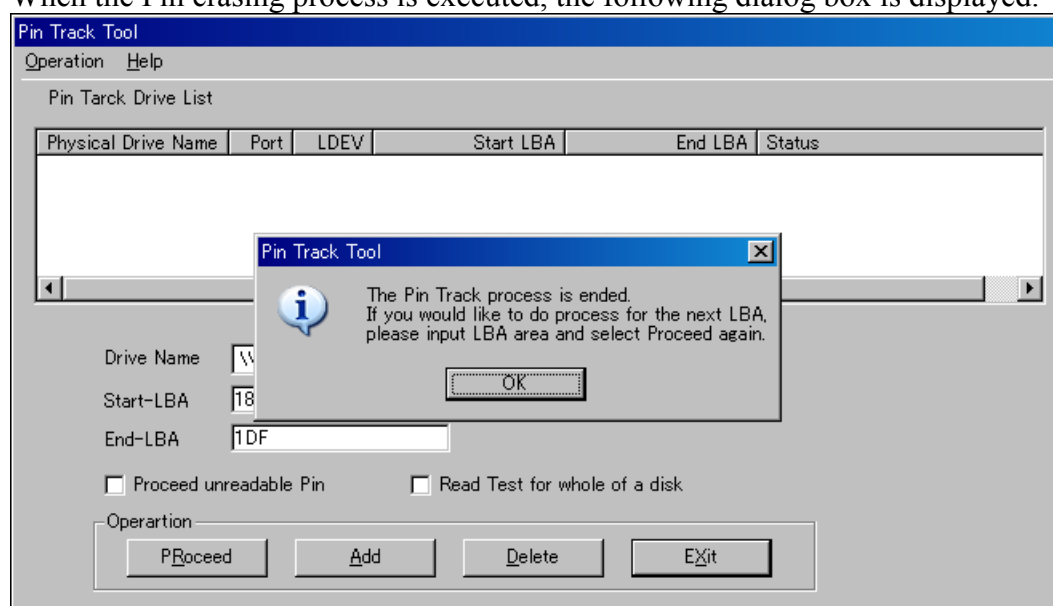 When the Pin erasing process is executed, the following dialog box is displayed.
Pin Track Tool
Operation Help
Pin Tarck Drive List
Physical Drive Name Port LDEV Start LBA End LBA Status
Pin Track Tool
The Pin Track process is ended.
If you would like to do process for the next LBA,
please input LBA area and select Proceed again.
OK
Drive Name \\
Start-LBA 18
End-LBA 1DF
Proceed unreadable Pin Read Test for whole of a disk
Operartion
PRoceed Add Delete EXit